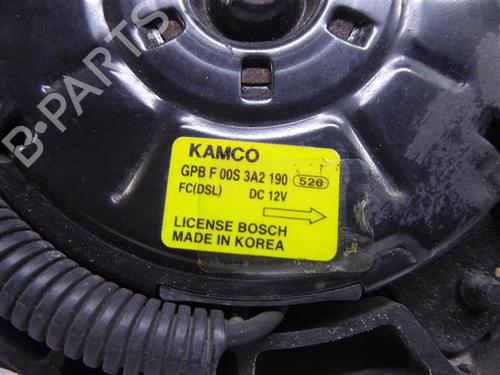 B-PARTS
KAMCO
GPB F 00S 3A2 190 526
FC(DSL) DC 12V
LICENSE BOSCH
MADE IN KOREA